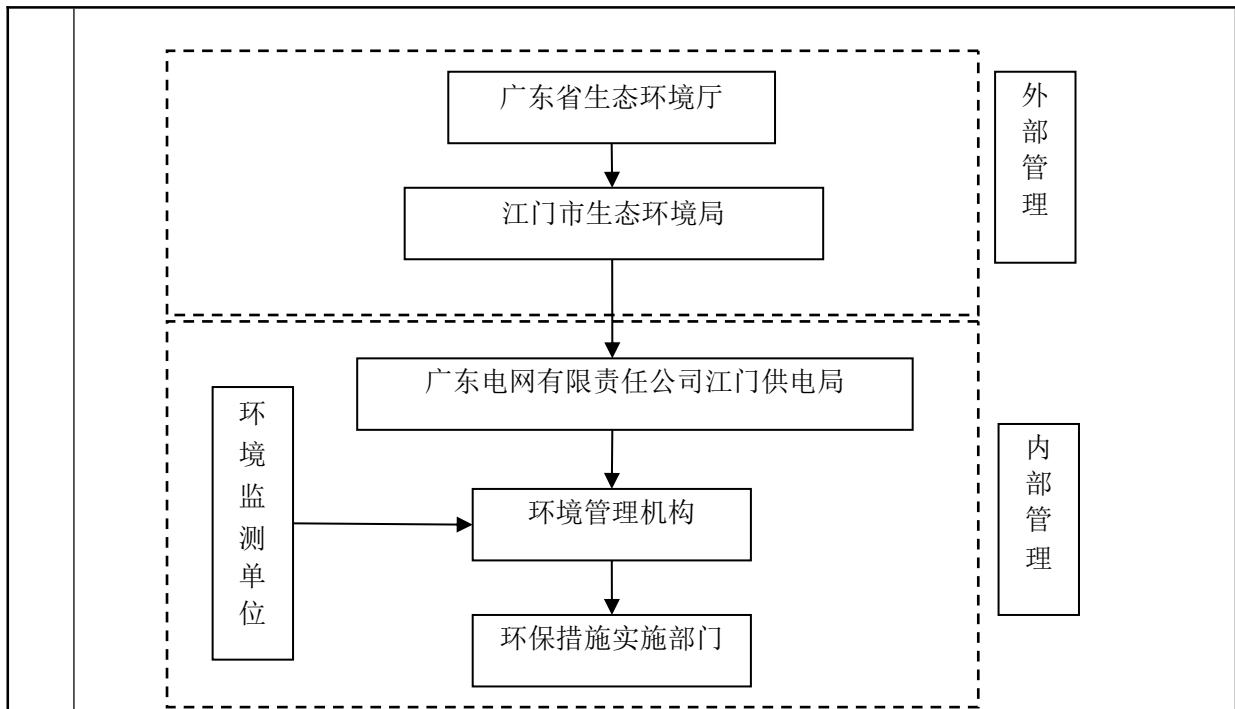 广东省生态环境厅
外部管理
江门市生态环境局
广东电网有限责任公司江门供电局
环境监测单位
内部管理
环境管理机构
环保措施实施部门